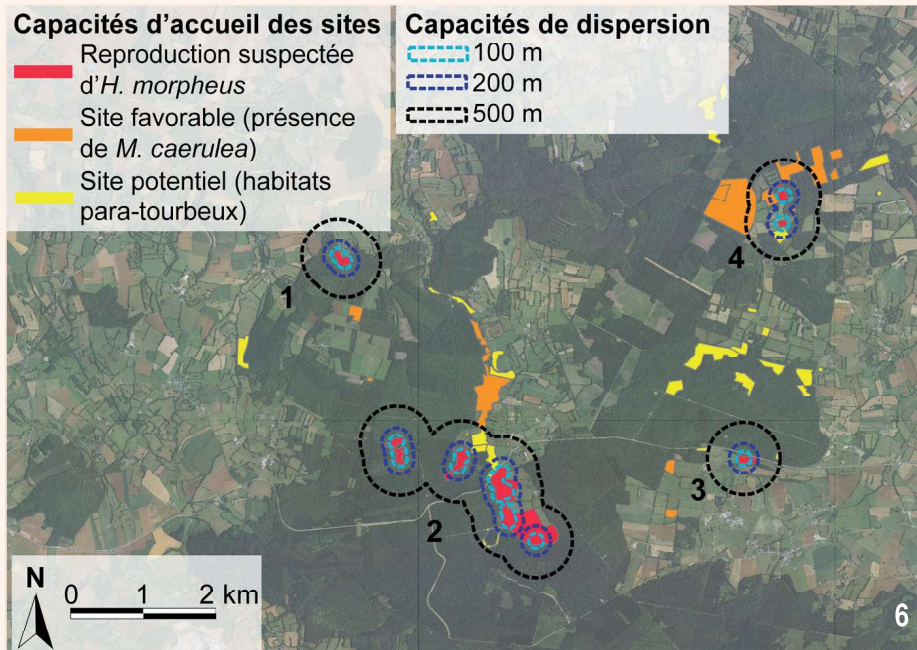 Capacités d'accueil des sites
Reproduction suspectée
d'H. morpheus
Site favorable (présence
de M. caerulea)
Site potentiel (habitats
para-tourbeux)
Capacités de dispersion
100 m
200 m
500 m
1
4
2
3
N
0 1 2 km
6